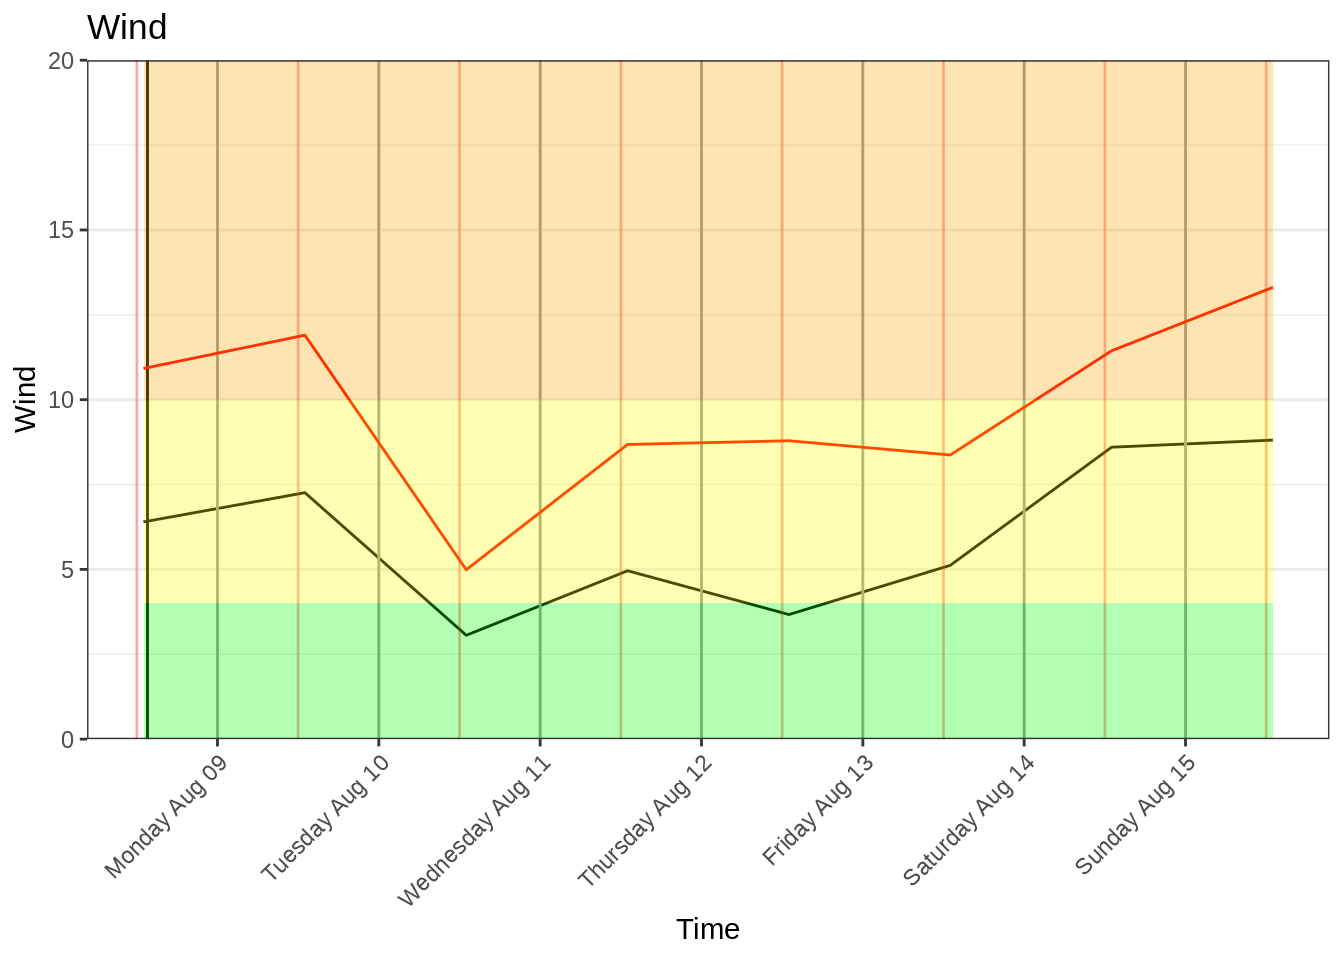 Wind
20
15
10
5
0
Wind
Monday Aug 09
Tuesday Aug 10
Wednesday Aug 11
Thursday Aug 12
Friday Aug 13
Saturday Aug 14
Sunday Aug 15
Time